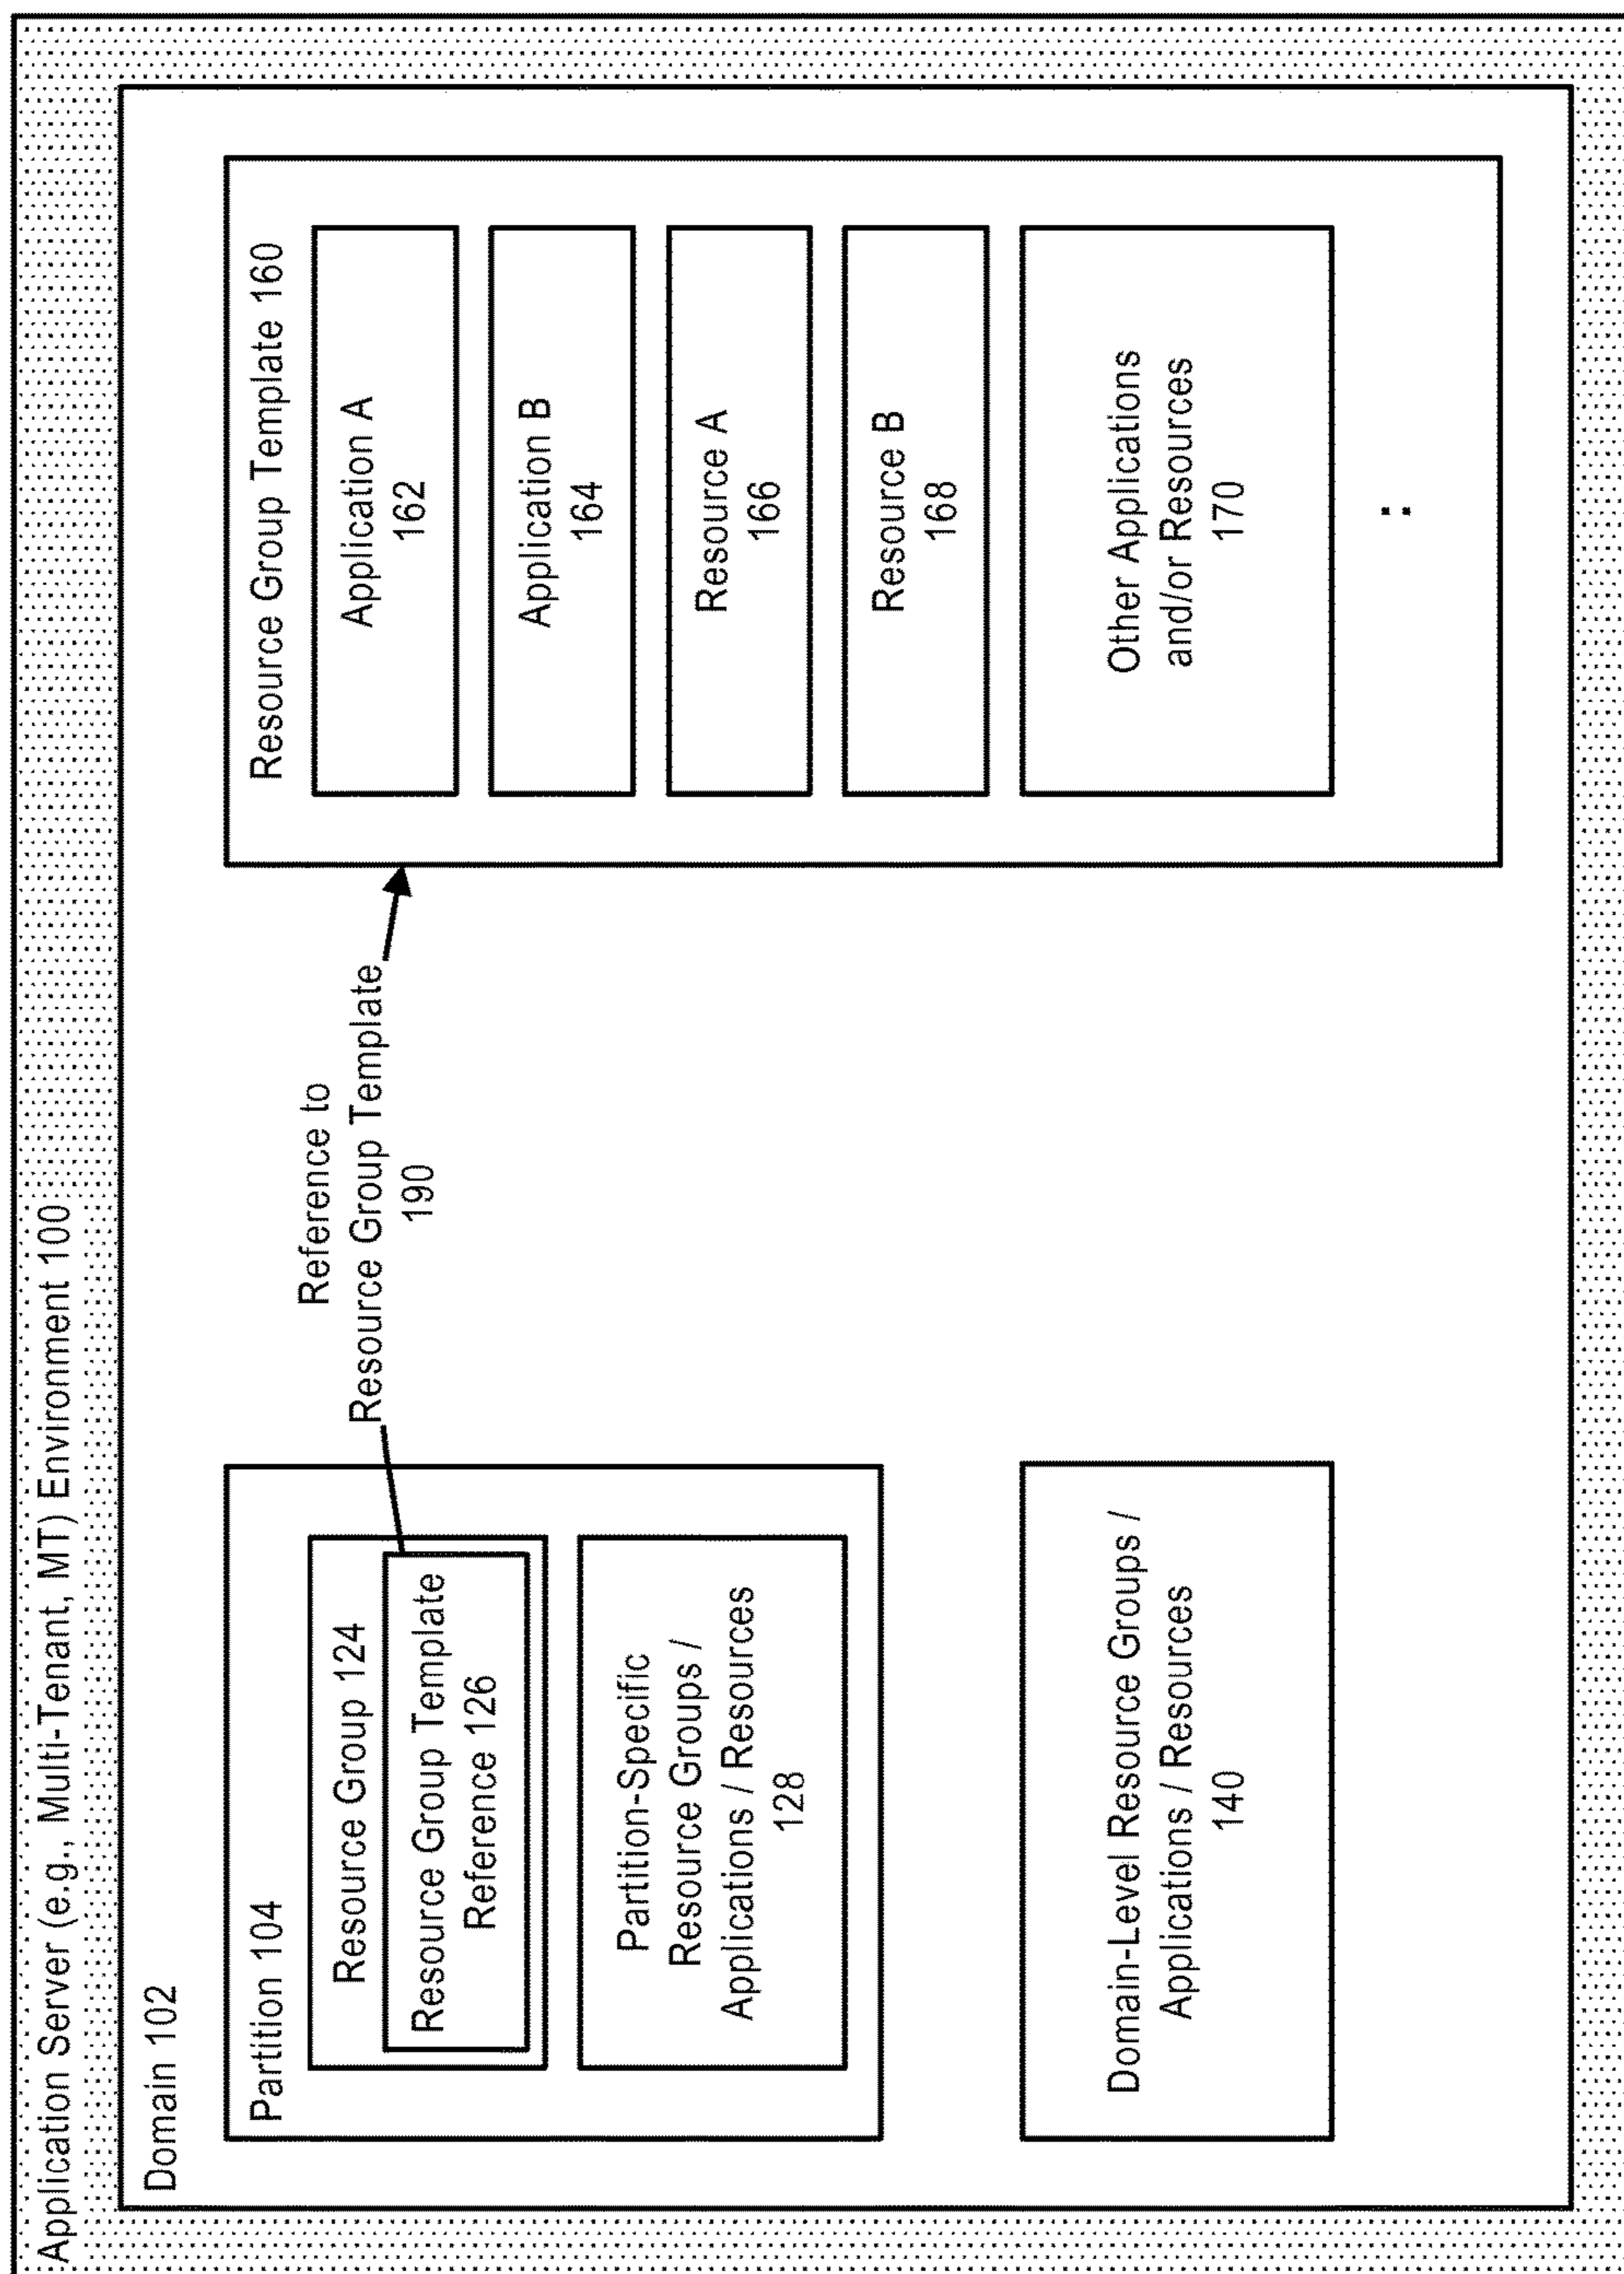 Application Server (e.g., Multi-Tenant, MT) Environment 100
Domain 102
Partition 104
Resource Group 124
Resource Group Template
Reference 126
Partition-Specific
Resource Groups /
Applications / Resources
128
Domain-Level Resource Groups /
Applications / Resources
140
Reference to
Resource Group Template
190
Resource Group Template 160
Application A
162
Application B
164
Resource A
166
Resource B
168
Other Applications
and/or Resources
170